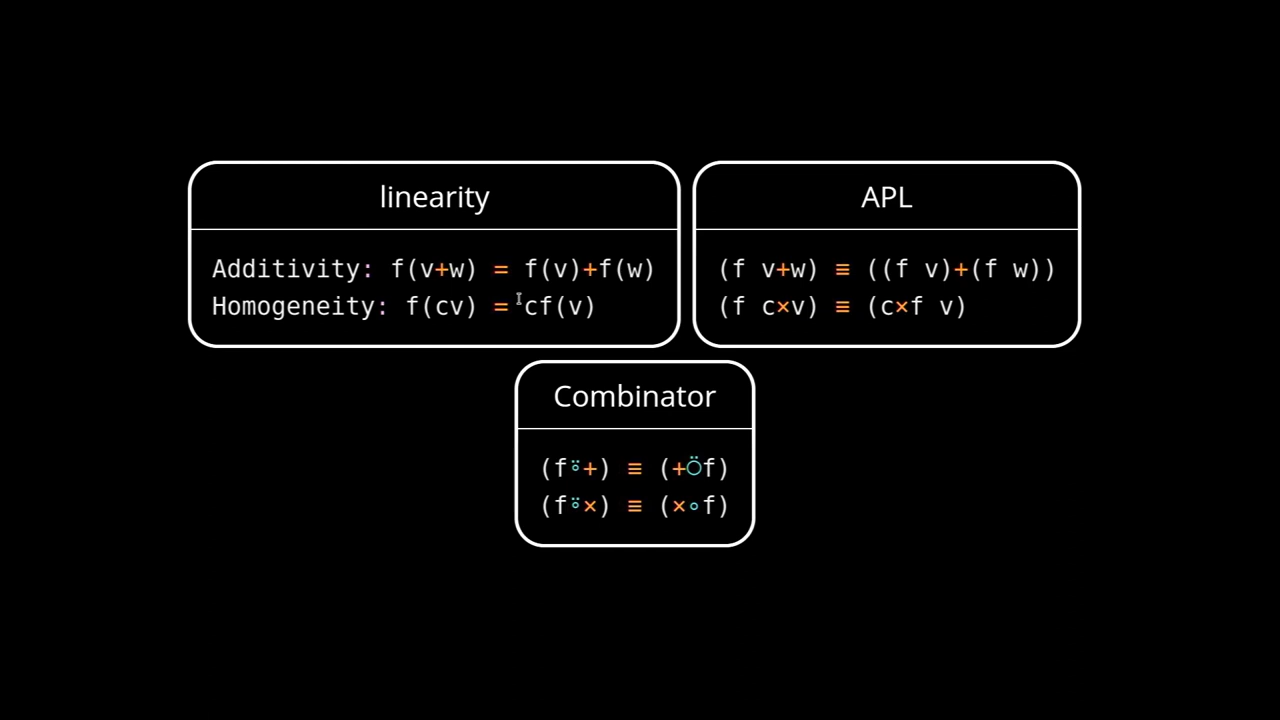 linearity
Additivity: f(v+w) = f(v)+f(w)
Homogeneity: f(cv) = cf(v)
APL
(f v+w) ≡ ((f v)+(f w))
(f c×v) ≡ (c×f v)
Combinator
(f⍤+) ≡ (+⍥f)
(f⍤×) ≡ (×∘f)